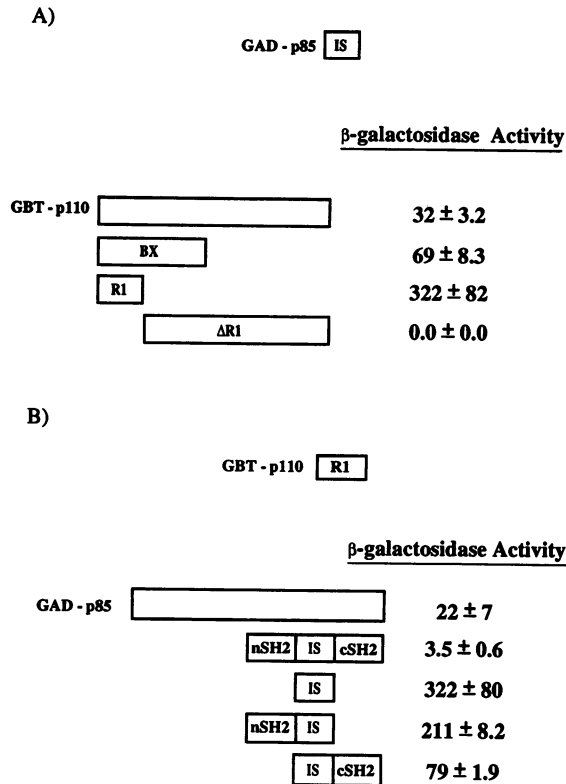 A)
GAD - p85 IS
β-galactosidase Activity
GBT - p110 32 ± 3.2
BX 69 ± 8.3
R1 322 ± 82
ΔR1 0.0 ± 0.0
B)
GBT - p110 R1
β-galactosidase Activity
GAD - p85 22 ± 7
nSH2 IS cSH2 3.5 ± 0.6
IS 322 ± 80
nSH2 IS 211 ± 8.2
IS cSH2 79 ± 1.9